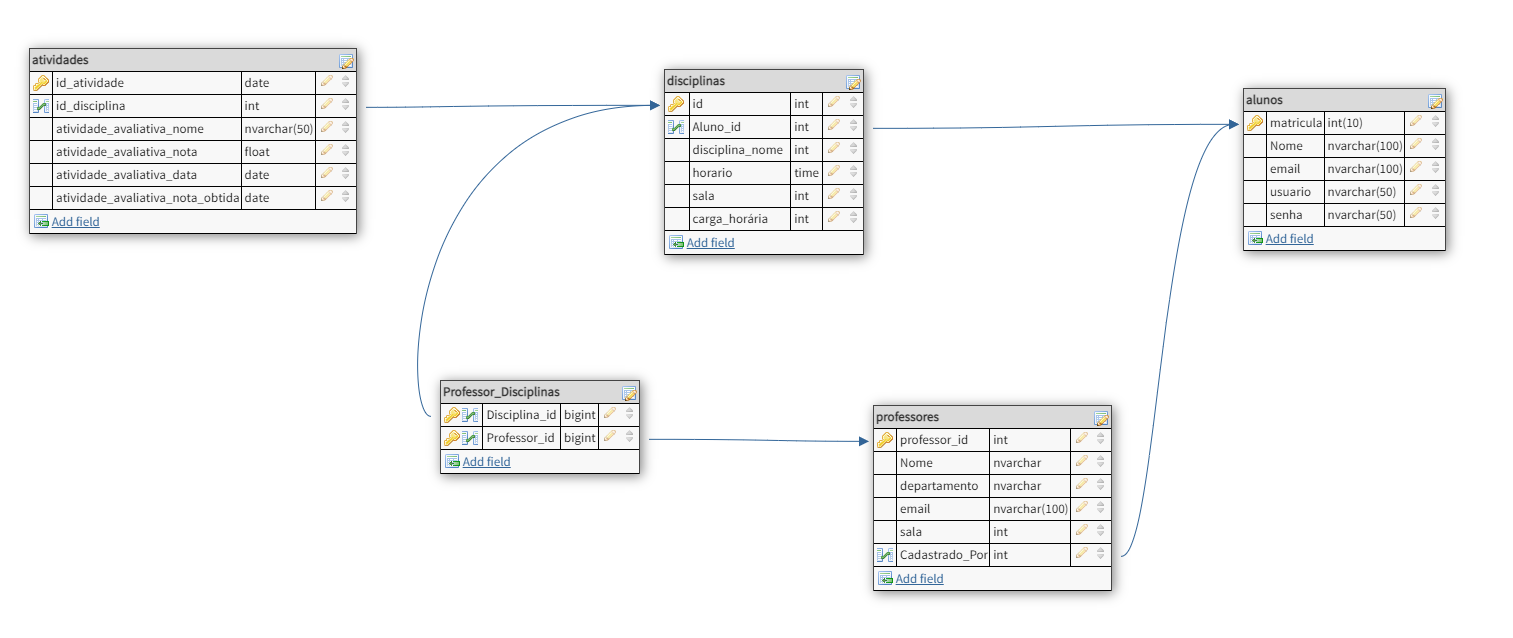 atividades
id_atividade date
id_disciplina int
atividade_avaliativa_nome nvarchar(50)
atividade_avaliativa_nota float
atividade_avaliativa_data date
atividade_avaliativa_nota_obtida date
Add field
disciplinas
id int
Aluno_id int
disciplina_nome int
horario time
sala int
carga_horária int
Add field
alunos
matricula int(10)
Nome nvarchar(100)
email nvarchar(100)
usuario nvarchar(50)
senha nvarchar(50)
Add field
Professor_Disciplinas
Disciplina_id bigint
Professor_id bigint
Add field
professores
professor_id int
Nome nvarchar
departamento nvarchar
email nvarchar(100)
sala int
Cadastrado_Por int
Add field